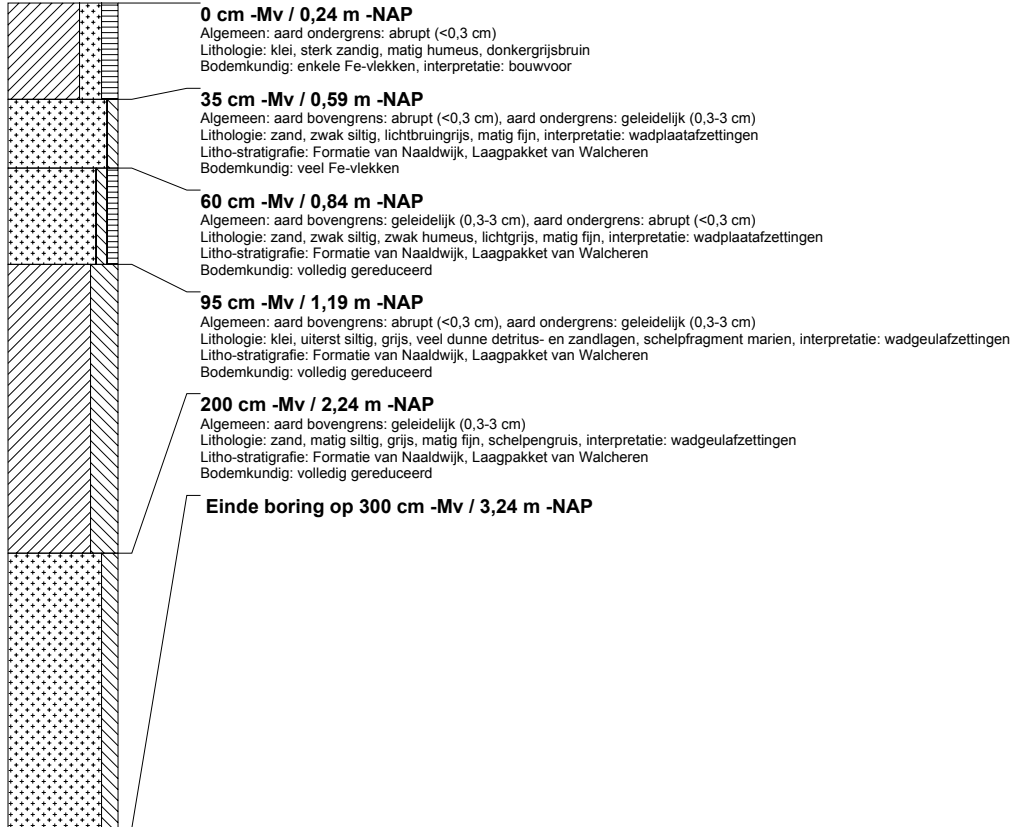 0 cm -Mv / 0,24 m -NAP
Algemeen: aard ondergrens: abrupt (<0,3 cm)
Lithologie: klei, sterk zandig, matig humeus, donkergrijsbruin
Bodemkundig: enkele Fe-vlekken, interpretatie: bouwvoor
35 cm -Mv / 0,59 m -NAP
Algemeen: aard bovengrens: abrupt (<0,3 cm), aard ondergrens: geleidelijk (0,3-3 cm)
Lithologie: zand, zwak siltig, lichtbruingrijs, matig fijn, interpretatie: wadplaatafzettingen
Litho-stratigrafie: Formatie van Naaldwijk, Laagpakket van Walcheren
Bodemkundig: veel Fe-vlekken
60 cm -Mv / 0,84 m -NAP
Algemeen: aard bovengrens: geleidelijk (0,3-3 cm), aard ondergrens: abrupt (<0,3 cm)
Lithologie: zand, zwak siltig, zwak humeus, lichtgrijs, matig fijn, interpretatie: wadplaatafzettingen
Litho-stratigrafie: Formatie van Naaldwijk, Laagpakket van Walcheren
Bodemkundig: volledig gereduceerd
95 cm -Mv / 1,19 m -NAP
Algemeen: aard bovengrens: abrupt (<0,3 cm), aard ondergrens: geleidelijk (0,3-3 cm)
Lithologie: klei, uiterst siltig, grijs, veel dunne detritus- en zandlagen, schelpfragment marien, interpretatie: wadgeulafzettingen
Litho-stratigrafie: Formatie van Naaldwijk, Laagpakket van Walcheren
Bodemkundig: volledig gereduceerd
200 cm -Mv / 2,24 m -NAP
Algemeen: aard bovengrens: geleidelijk (0,3-3 cm)
Lithologie: zand, matig siltig, grijs, matig fijn, schelpengruis, interpretatie: wadgeulafzettingen
Litho-stratigrafie: Formatie van Naaldwijk, Laagpakket van Walcheren
Bodemkundig: volledig gereduceerd
Einde boring op 300 cm -Mv / 3,24 m -NAP